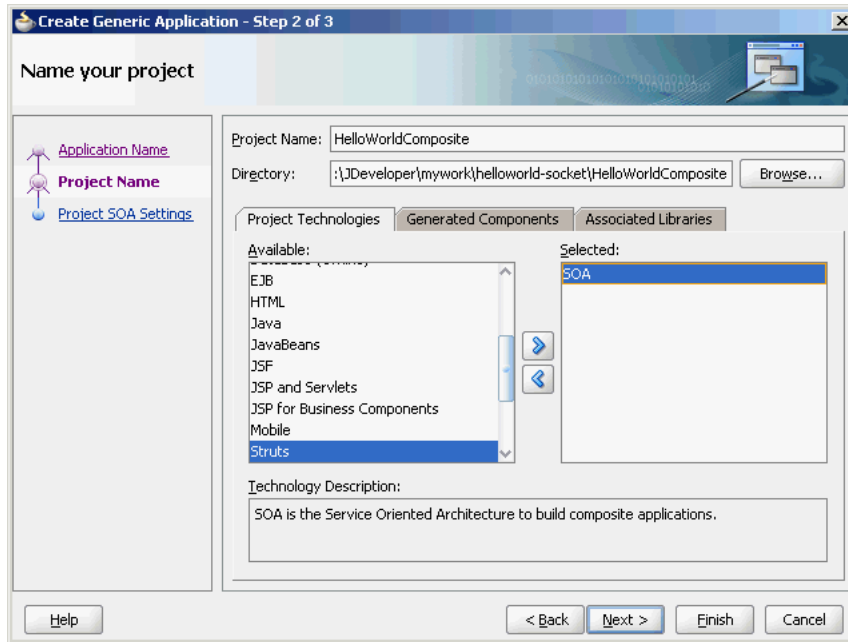 Create Generic Application - Step 2 of 3
Name your project
Application Name
Project Name
Project SOA Settings
Project Name: HelloWorldComposite
Directory: :\JDeveloper\mywork\helloworld-socket\HelloWorldComposite Browse...
Project Technologies Generated Components Associated Libraries
Available: Selected:
EJB
HTML
Java
JavaBeans
JSF
JSP and Servlets
JSP for Business Components
Mobile
Struts
SOA
Technology Description:
SOA is the Service Oriented Architecture to build composite applications.
Help < Back Next > Finish Cancel